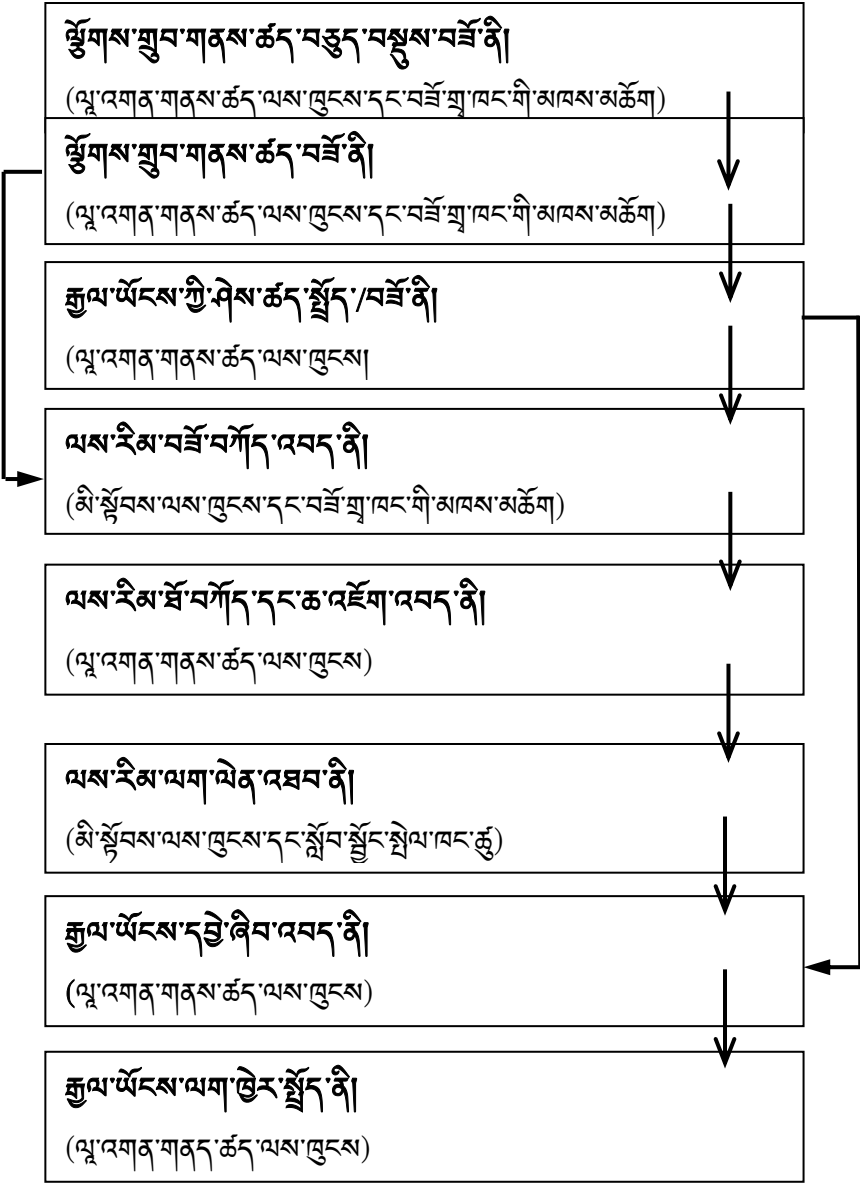 ལྕོགས་གྲུབ་གནས་ཚད་བཅུད་བསྡུས་བཟོ་ནི།
(ལཱ་འགན་གནས་ཚད་ལས་ཁུངས་དང་བཟོ་གྲྭ་ཁང་གི་མཁས་མཆོག)
ལྕོགས་གྲུབ་གནས་ཚད་བཟོ་ནི།
(ལཱ་འགན་གནས་ཚད་ལས་ཁུངས་དང་བཟོ་གྲྭ་ཁང་གི་མཁས་མཆོག)
རྒྱལ་ཡོངས་ཀྱི་ཤེས་ཚད་སྤྲོད་/བཟོ་ནི།
(ལཱ་འགན་གནས་ཚད་ལས་ཁུངས།
ལས་རིམ་བཟོ་བཀོད་འབད་ནི།
(མི་སྟོབས་ལས་ཁུངས་དང་བཟོ་གྲྭ་ཁང་གི་མཁས་མཆོག)
ལས་རིམ་ཐོ་བཀོད་དང་ཆ་འཇོག་འབད་ནི།
(ལཱ་འགན་གནས་ཚད་ལས་ཁུངས)
ལས་རིམ་ལག་ལེན་འཐབ་ནི།
(མི་སྟོབས་ལས་ཁུངས་དང་སློབ་སྦྱོང་སྤེལ་ཁང་ཚུ)
རྒྱལ་ཡོངས་དབྱེ་ཞིབ་འབད་ནི།
(ལཱ་འགན་གནས་ཚད་ལས་ཁུངས)
རྒྱལ་ཡོངས་ལག་ཁྱེར་སྤྲོད་ནི།
(ལཱ་འགན་གནད་ཚད་ལས་ཁུངས)